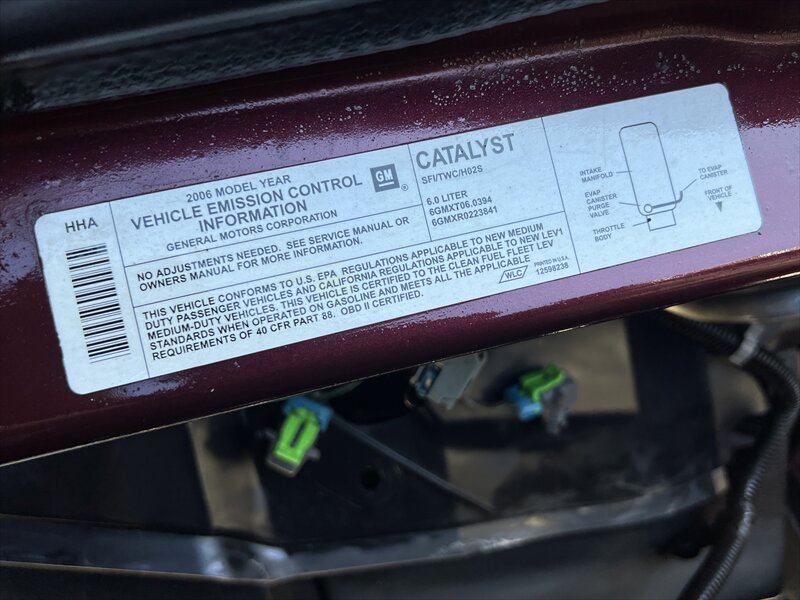 HHA
2006 MODEL YEAR
VEHICLE EMISSION CONTROL
INFORMATION
GENERAL MOTORS CORPORATION
GM
®
NO ADJUSTMENTS NEEDED. SEE SERVICE MANUAL OR
OWNERS MANUAL FOR MORE INFORMATION.
CATALYST
SFI/TWC/HO2S
6.0 LITER
6GMXT06.0394
6GMXR0223841
THIS VEHICLE CONFORMS TO U.S. EPA REGULATIONS APPLICABLE TO NEW MEDIUM
DUTY PASSENGER VEHICLES AND CALIFORNIA REGULATIONS APPLICABLE TO NEW LEV1
MEDIUM-DUTY VEHICLES. THIS VEHICLE IS CERTIFIED TO THE CLEAN FUEL FLEET LEV
STANDARDS WHEN OPERATED ON GASOLINE AND MEETS ALL THE APPLICABLE
REQUIREMENTS OF 40 CFR PART 88. OBD II CERTIFIED.
WLC
PRINTED IN U.S.A.
12598238
INTAKE
MANIFOLD
EVAP
CANISTER
PURGE
VALVE
THROTTLE
BODY
TO EVAP
CANISTER
FRONT OF
VEHICLE